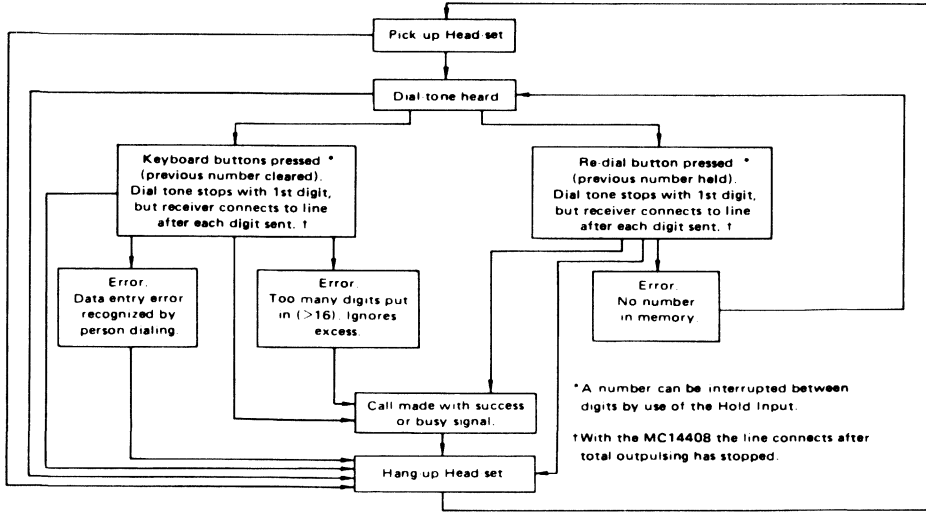 Pick up Head-set
Dial-tone heard
Keyboard buttons pressed *
(previous number cleared).
Dial tone stops with 1st digit,
but receiver connects to line
after each digit sent. †
Re-dial button pressed *
(previous number held).
Dial tone stops with 1st digit,
but receiver connects to line
after each digit sent. †
Error.
Data entry error
recognized by
person dialing.
Error.
Too many digits put
in (>16). Ignores
excess.
Error.
No number
in memory.
Call made with success
or busy signal.
Hang-up Head set
*A number can be interrupted between
digits by use of the Hold Input.
†With the MC14408 the line connects after
total outpulsing has stopped.